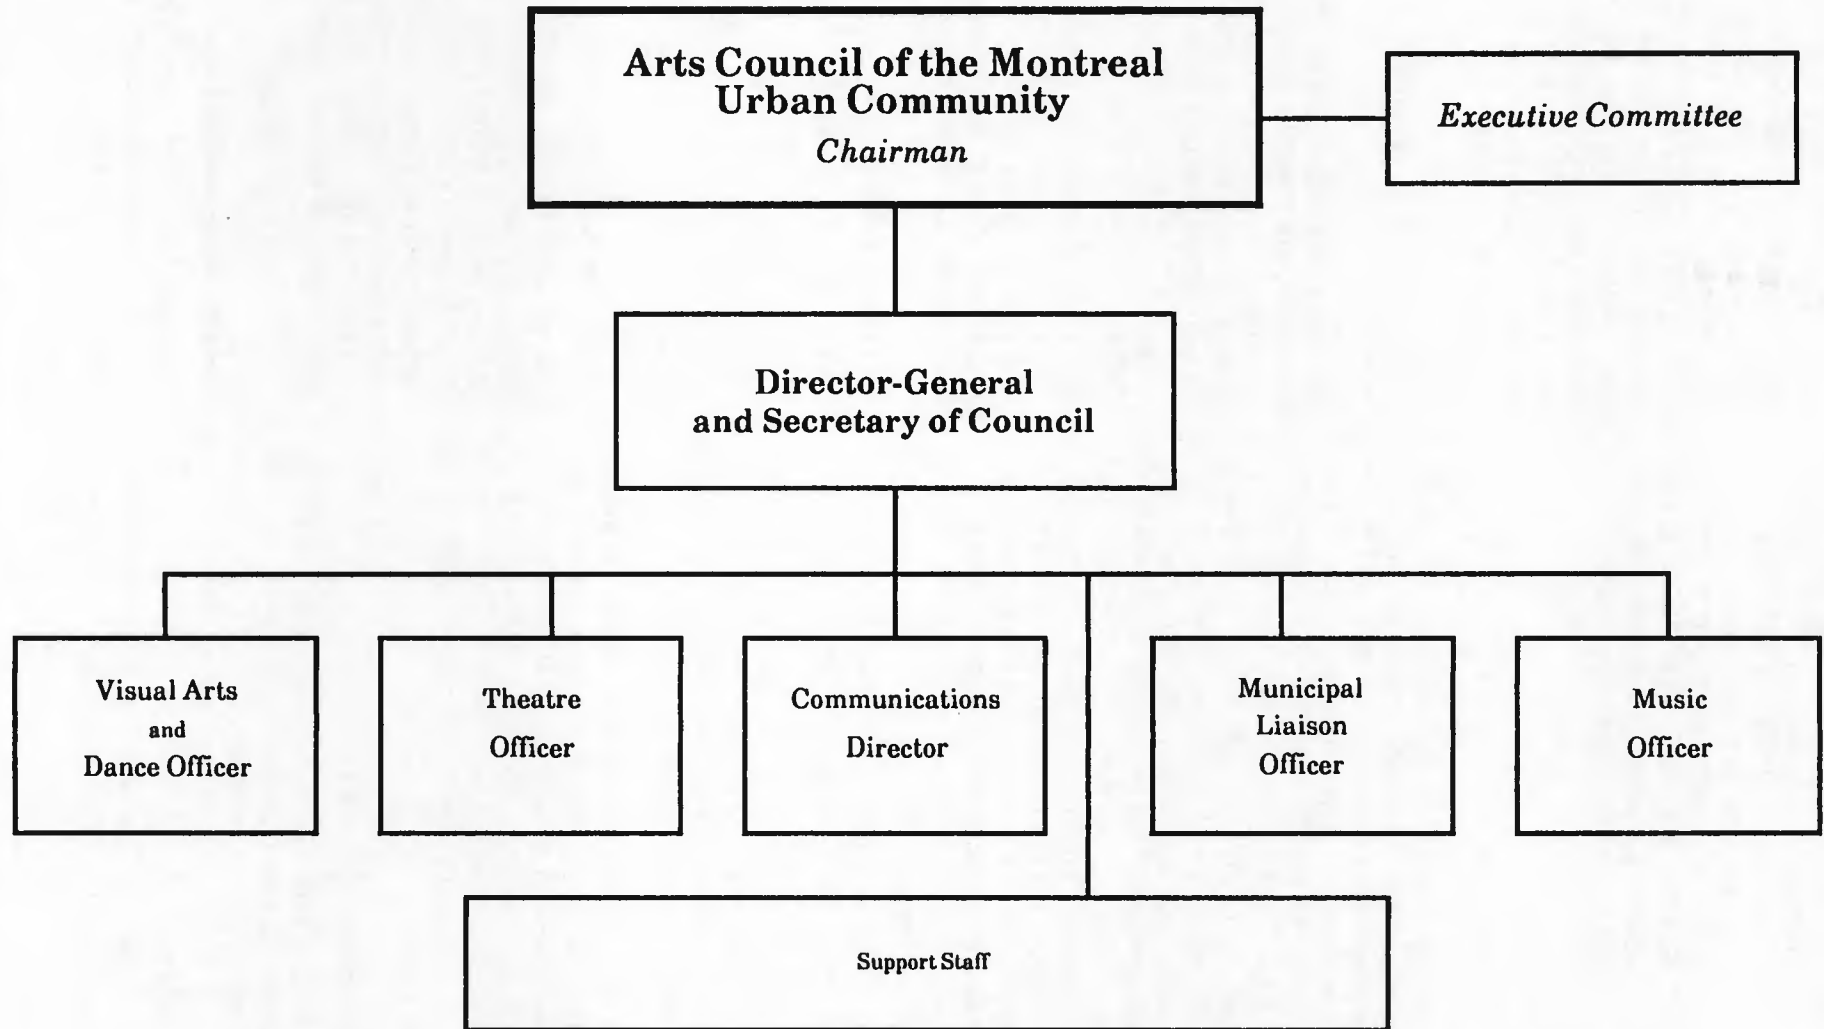 Arts Council of the Montreal
Urban Community
Chairman
Executive Committee
Director-General
and Secretary of Council
Visual Arts
and
Dance Officer
Theatre
Officer
Communications
Director
Municipal
Liaison
Officer
Music
Officer
Support Staff